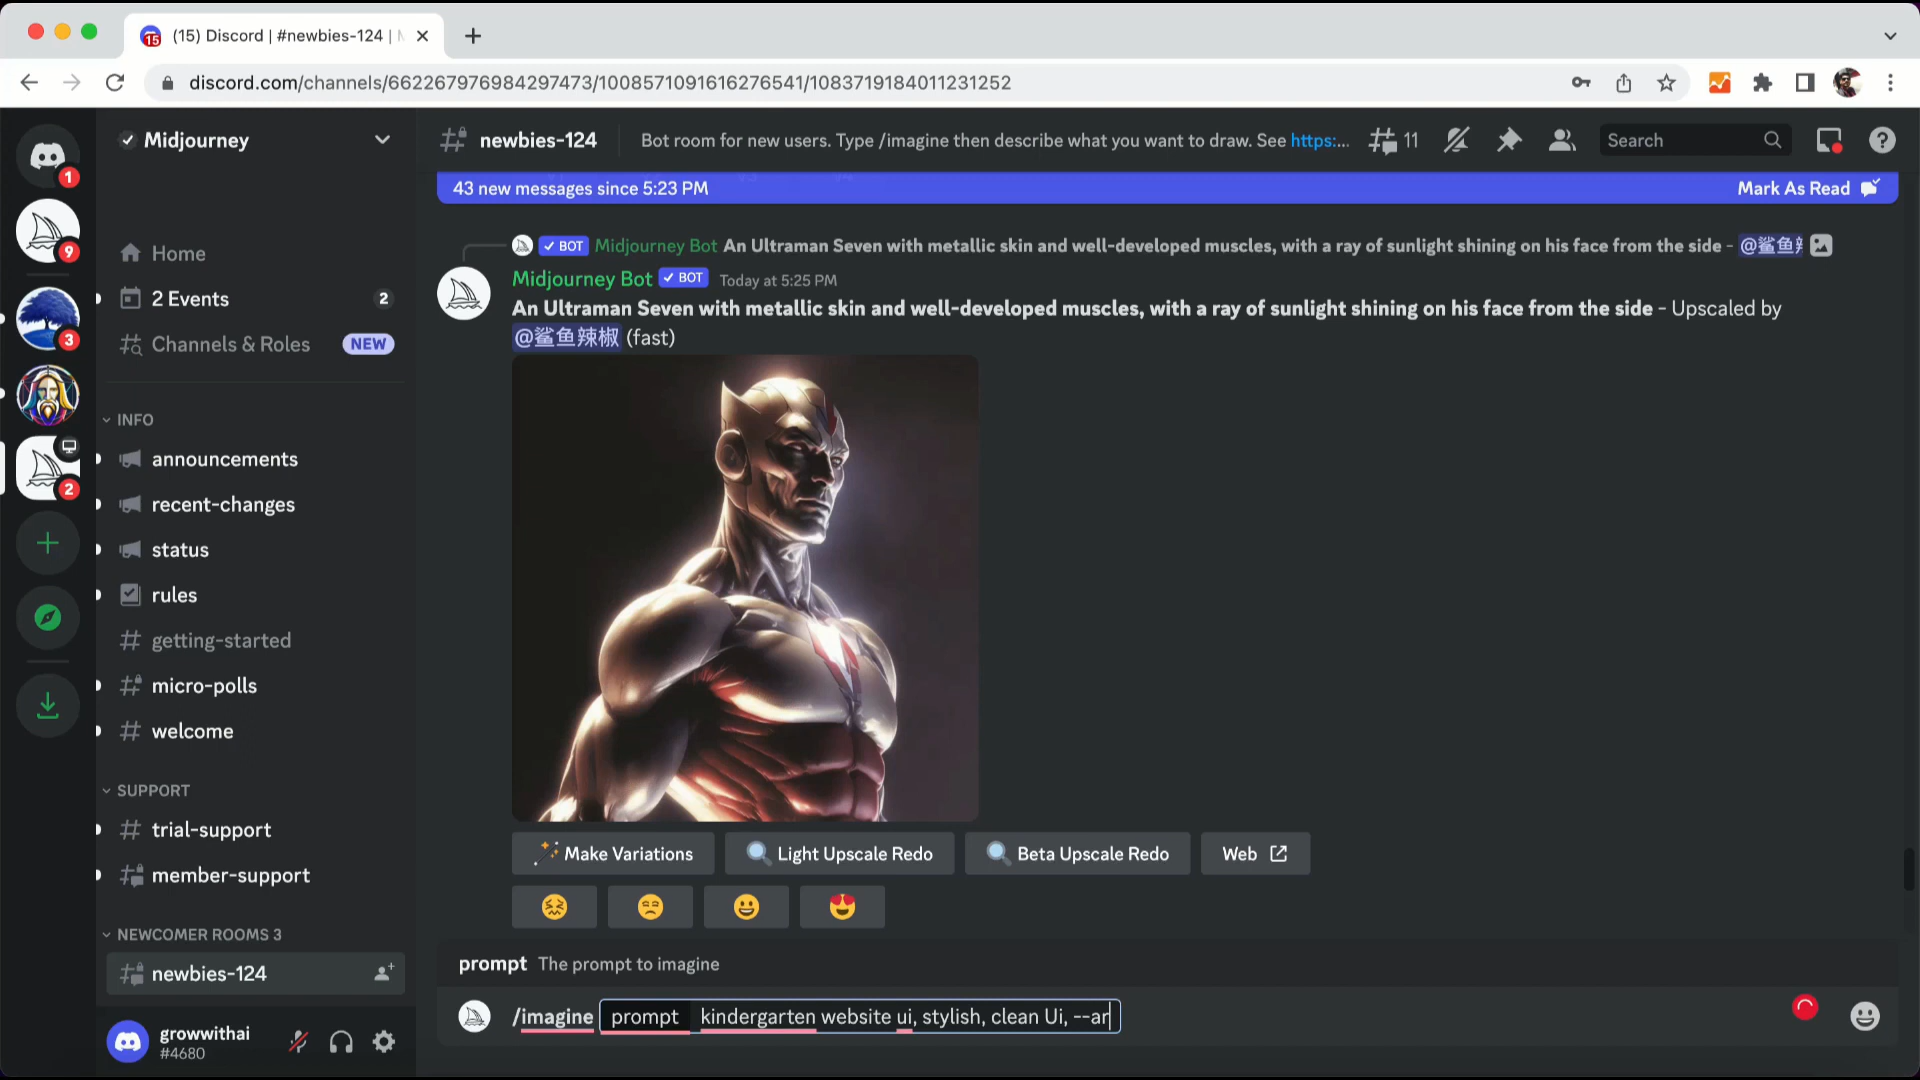 15
(15) Discord | #newbies-124 |
discord.com/channels/662267976984297473/1008571091616276541/1083719184011231252
1
9
3
2
Midjourney
newbies-124
Bot room for new users. Type /imagine then describe what you want to draw. See https:...
11
Search
43 new messages since 5:23 PM
Mark As Read
Home
2 Events
2
Channels & Roles
NEW
INFO
announcements
recent-changes
status
rules
getting-started
micro-polls
welcome
SUPPORT
trial-support
member-support
NEWCOMER ROOMS 3
newbies-124
growwithai
#4680
BOT Midjourney Bot An Ultraman Seven with metallic skin and well-developed muscles, with a ray of sunlight shining on his face from the side - @鲨鱼
Midjourney Bot BOT Today at 5:25 PM
An Ultraman Seven with metallic skin and well-developed muscles, with a ray of sunlight shining on his face from the side - Upscaled by
@鲨鱼辣椒 (fast)
Make Variations
Light Upscale Redo
Beta Upscale Redo
Web
prompt The prompt to imagine
/imagine prompt kindergarten website ui, stylish, clean Ui, --ar